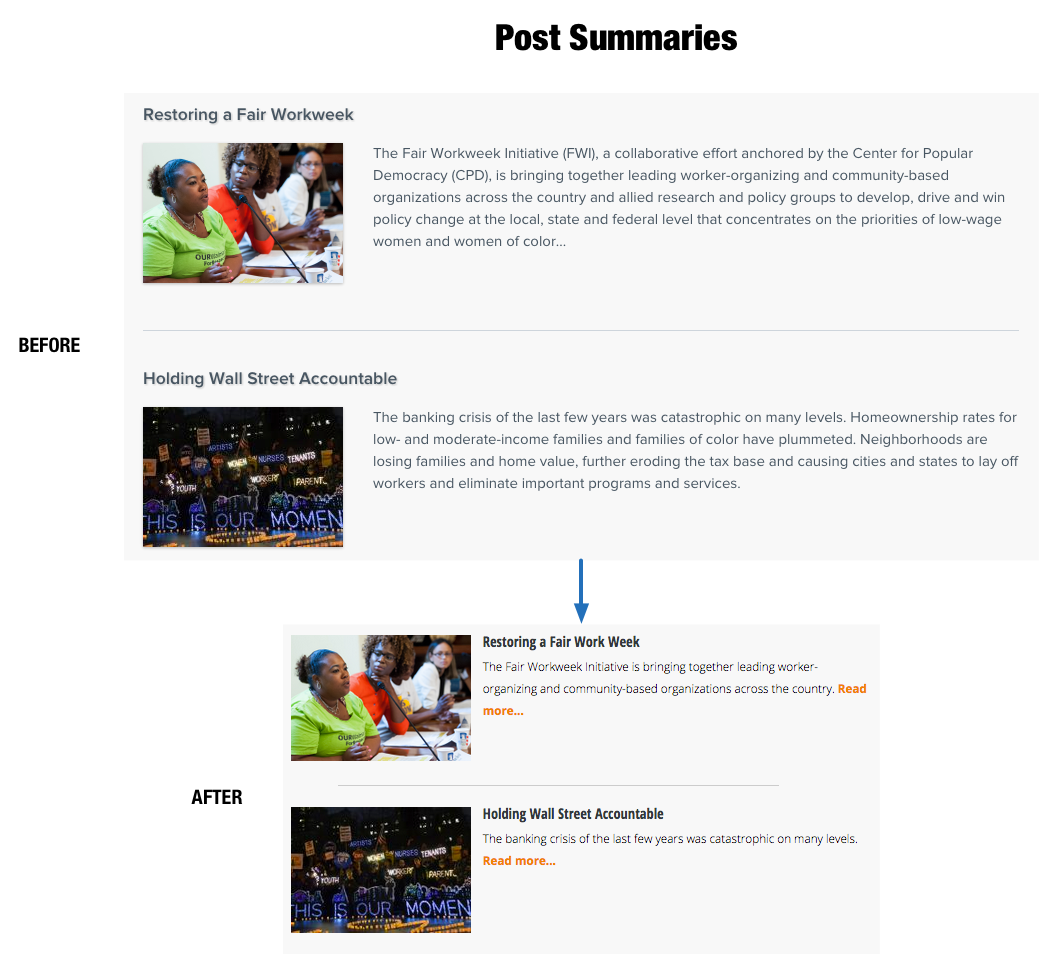 Post Summaries
Restoring a Fair Workweek
The Fair Workweek Initiative (FWI), a collaborative effort anchored by the Center for Popular
Democracy (CPD), is bringing together leading worker-organizing and community-based
organizations across the country and allied research and policy groups to develop, drive and win
policy change at the local, state and federal level that concentrates on the priorities of low-wage
women and women of color...
OUR
BEFORE
Holding Wall Street Accountable
The banking crisis of the last few years was catastrophic on many levels. Homeownership rates for
low- and moderate-income families and families of color have plummeted. Neighborhoods are
losing families and home value, further eroding the tax base and causing cities and states to lay off
workers and eliminate important programs and services.
ARTISTS
LIFT
WOMEN NURSES TENANTS
YOUTH WORKERS PARENT
THIS IS OUR MOMEN
Restoring a Fair Work Week
The Fair Workweek Initiative is bringing together leading worker-
organizing and community-based organizations across the country. Read
more...
OUR
AFTER
Holding Wall Street Accountable
The banking crisis of the last few years was catastrophic on many levels.
Read more...
ARTISTS
LIFT
WOMEN NURSES TENANTS
YOUTH WORKERS PARENT
HIS IS OUR MOMEN